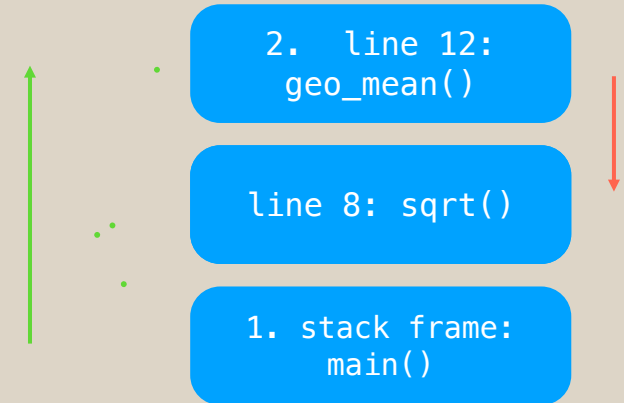 2.  line 12:
geo_mean()
line 8: sqrt()
1. stack frame:
main()